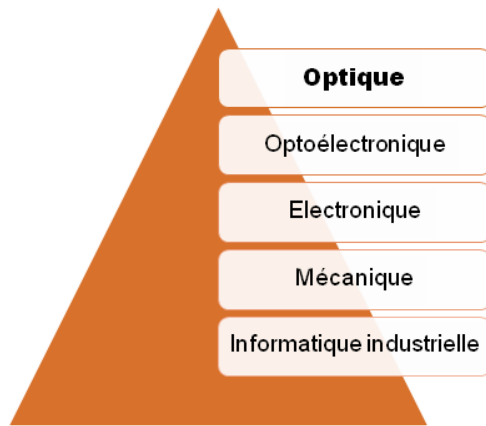 Optique
Optoélectronique
Electronique
Mécanique
Informatique industrielle